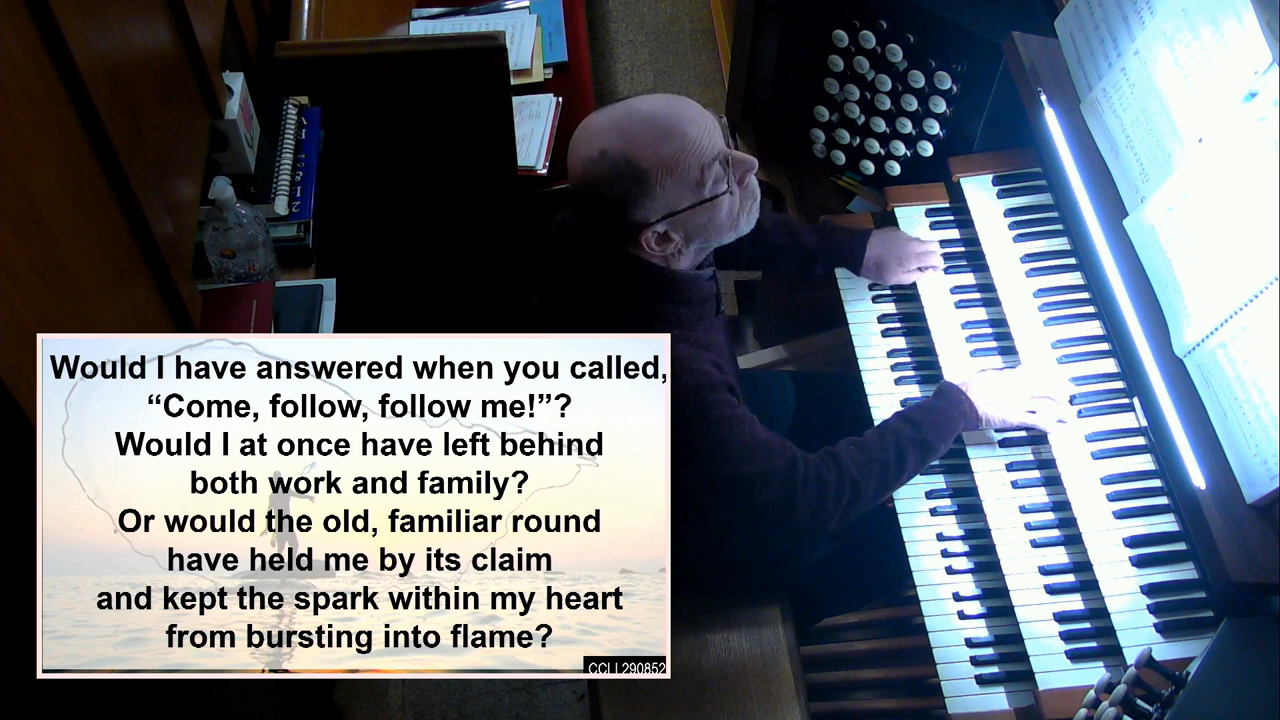 Would I have answered when you called,
“Come, follow, follow me!”?
Would I at once have left behind
both work and family?
Or would the old, familiar round
have held me by its claim
and kept the spark within my heart
from bursting into flame?
CCLI 290852